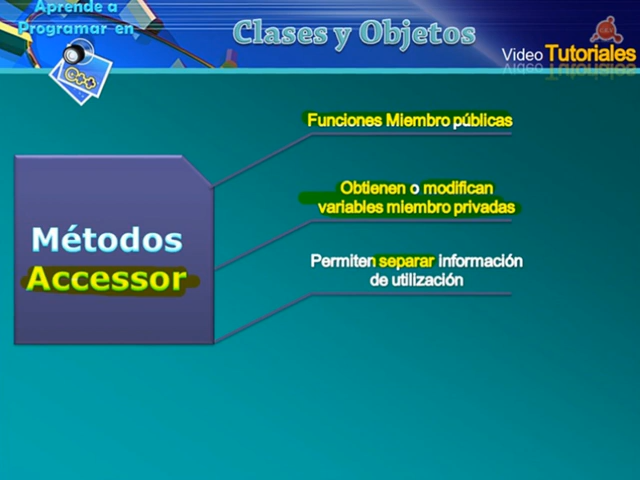 Aprende a
Programar en
C++
Clases y Objetos
Video Tutoriales
Funciones Miembro públicas
Obtienen o modifican
variables miembro privadas
Métodos
Accessor
Permiten separar información
de utilización